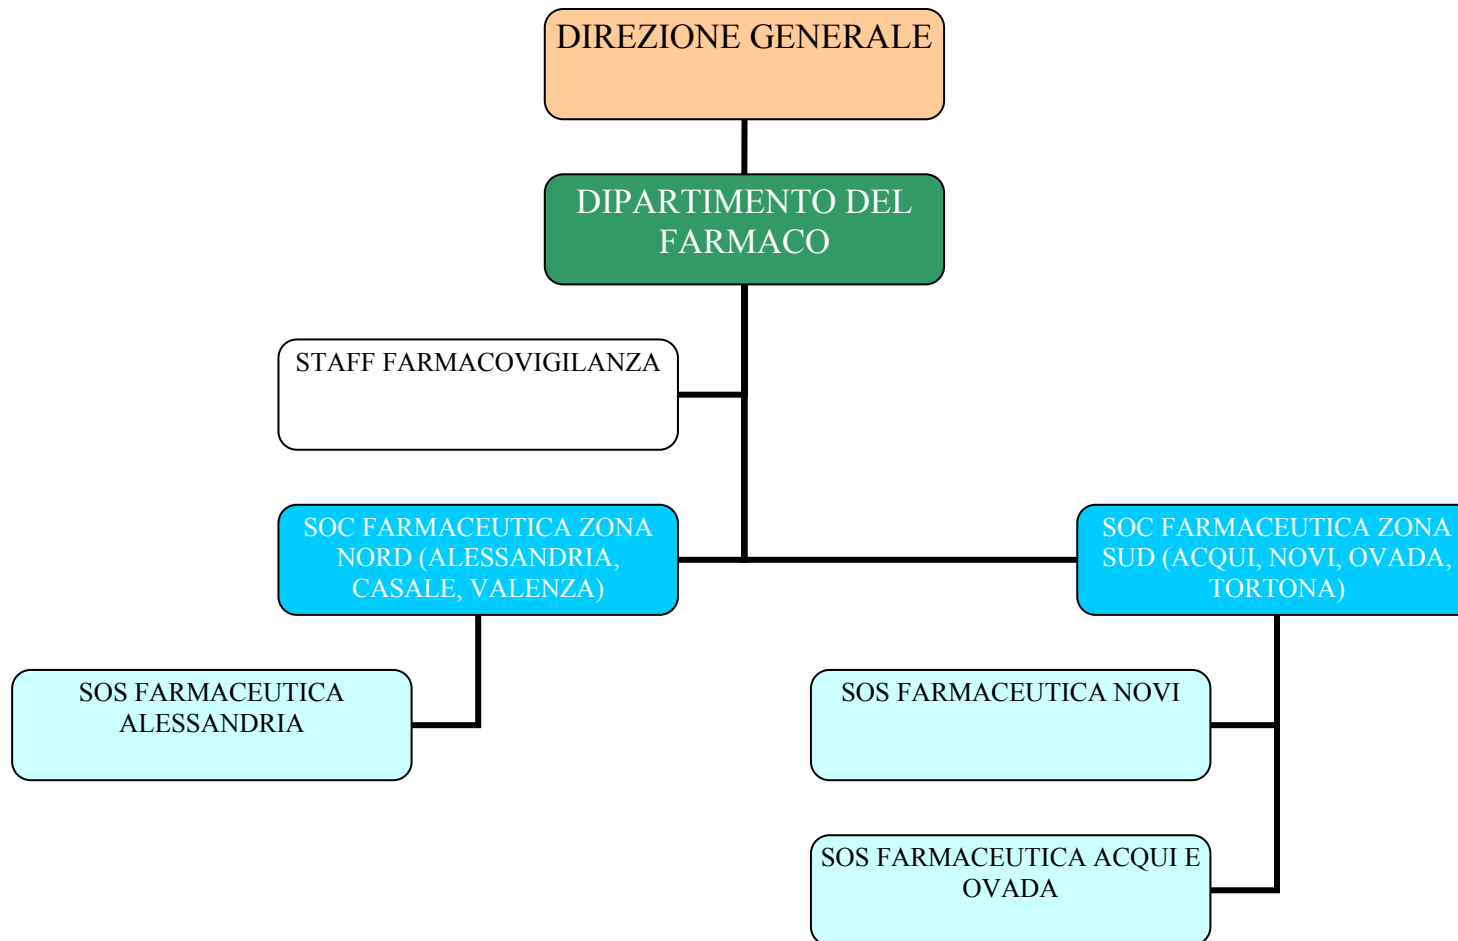 DIREZIONE GENERALE
DIPARTIMENTO DEL
FARMACO
STAFF FARMACOVIGILANZA
SOC FARMACEUTICA ZONA
NORD (ALESSANDRIA,
CASALE, VALENZA)
SOC FARMACEUTICA ZONA
SUD (ACQUI, NOVI, OVADA,
TORTONA)
SOS FARMACEUTICA
ALESSANDRIA
SOS FARMACEUTICA NOVI
SOS FARMACEUTICA ACQUI E
OVADA